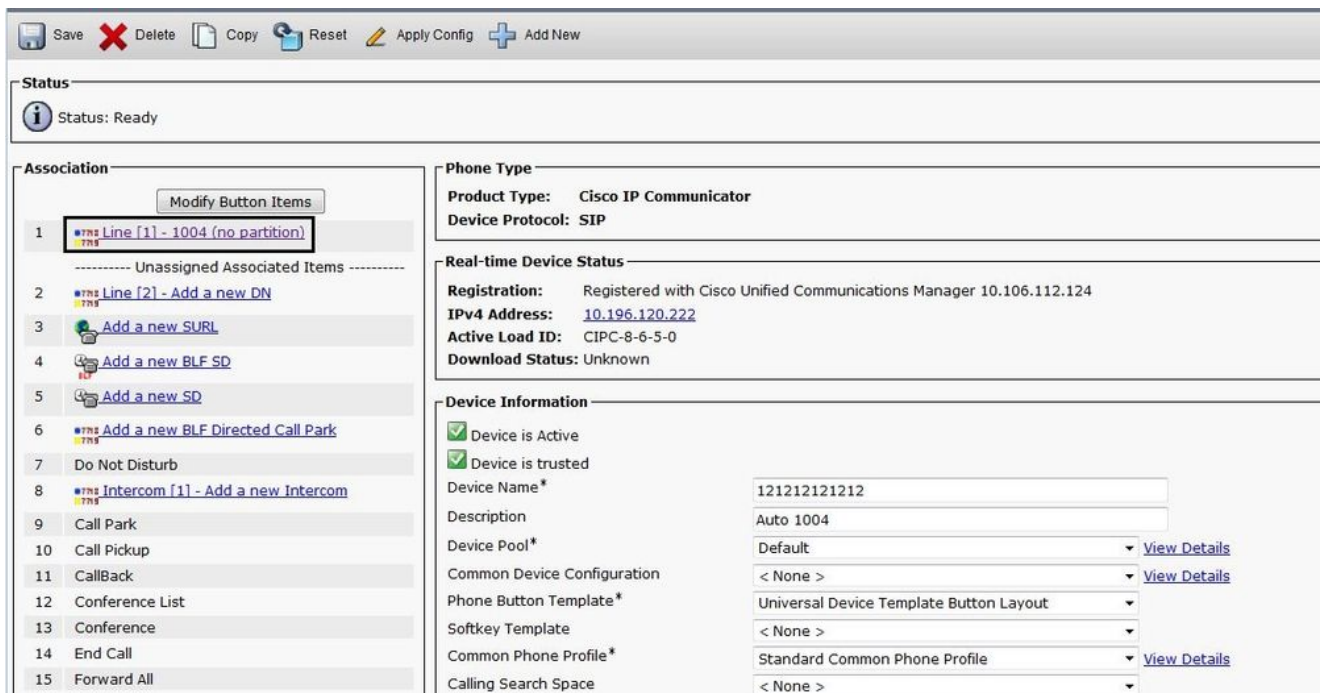 Save Delete Copy Reset Apply Config Add New
Status
Status: Ready
Association
Modify Button Items
1 Line [1] - 1004 (no partition)
---------- Unassigned Associated Items ----------
2 Line [2] - Add a new DN
3 Add a new SURL
4 Add a new BLF SD
5 Add a new SD
6 Add a new BLF Directed Call Park
7 Do Not Disturb
8 Intercom [1] - Add a new Intercom
9 Call Park
10 Call Pickup
11 CallBack
12 Conference List
13 Conference
14 End Call
15 Forward All
Phone Type
Product Type: Cisco IP Communicator
Device Protocol: SIP
Real-time Device Status
Registration: Registered with Cisco Unified Communications Manager 10.106.112.124
IPv4 Address: 10.196.120.222
Active Load ID: CIPC-8-6-5-0
Download Status: Unknown
Device Information
Device is Active
Device is trusted
Device Name* 121212121212
Description Auto 1004
Device Pool* Default View Details
Common Device Configuration < None > View Details
Phone Button Template* Universal Device Template Button Layout
Softkey Template < None >
Common Phone Profile* Standard Common Phone Profile View Details
Calling Search Space < None >